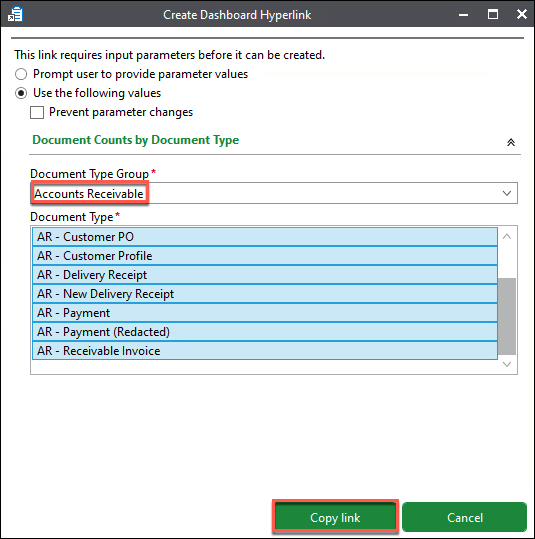 Create Dashboard Hyperlink
This link requires input parameters before it can be created.
Prompt user to provide parameter values
Use the following values
Prevent parameter changes
Document Counts by Document Type
Document Type Group *
Accounts Receivable
Document Type *
AR - Customer PO
AR - Customer Profile
AR - Delivery Receipt
AR - New Delivery Receipt
AR - Payment
AR - Payment (Redacted)
AR - Receivable Invoice
Copy link
Cancel